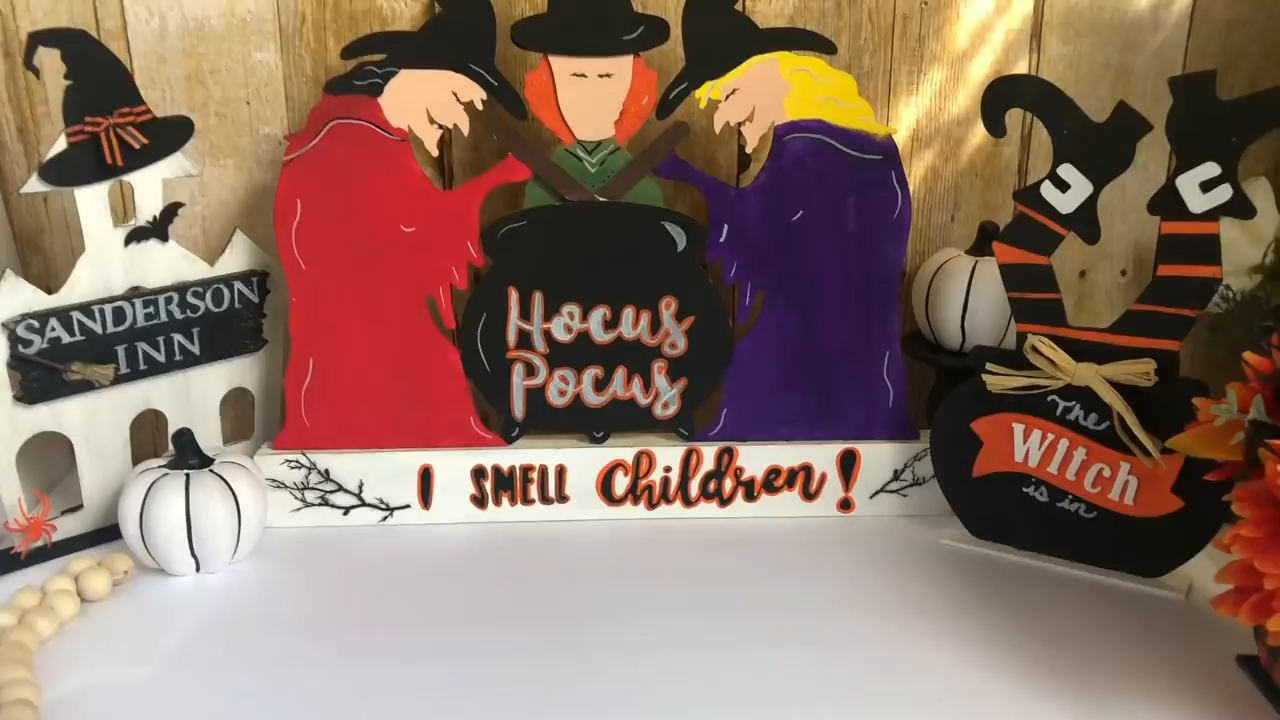 SANDERSON
INN
Hocus
Pocus
I SMELL Children!
The
Witch
is in